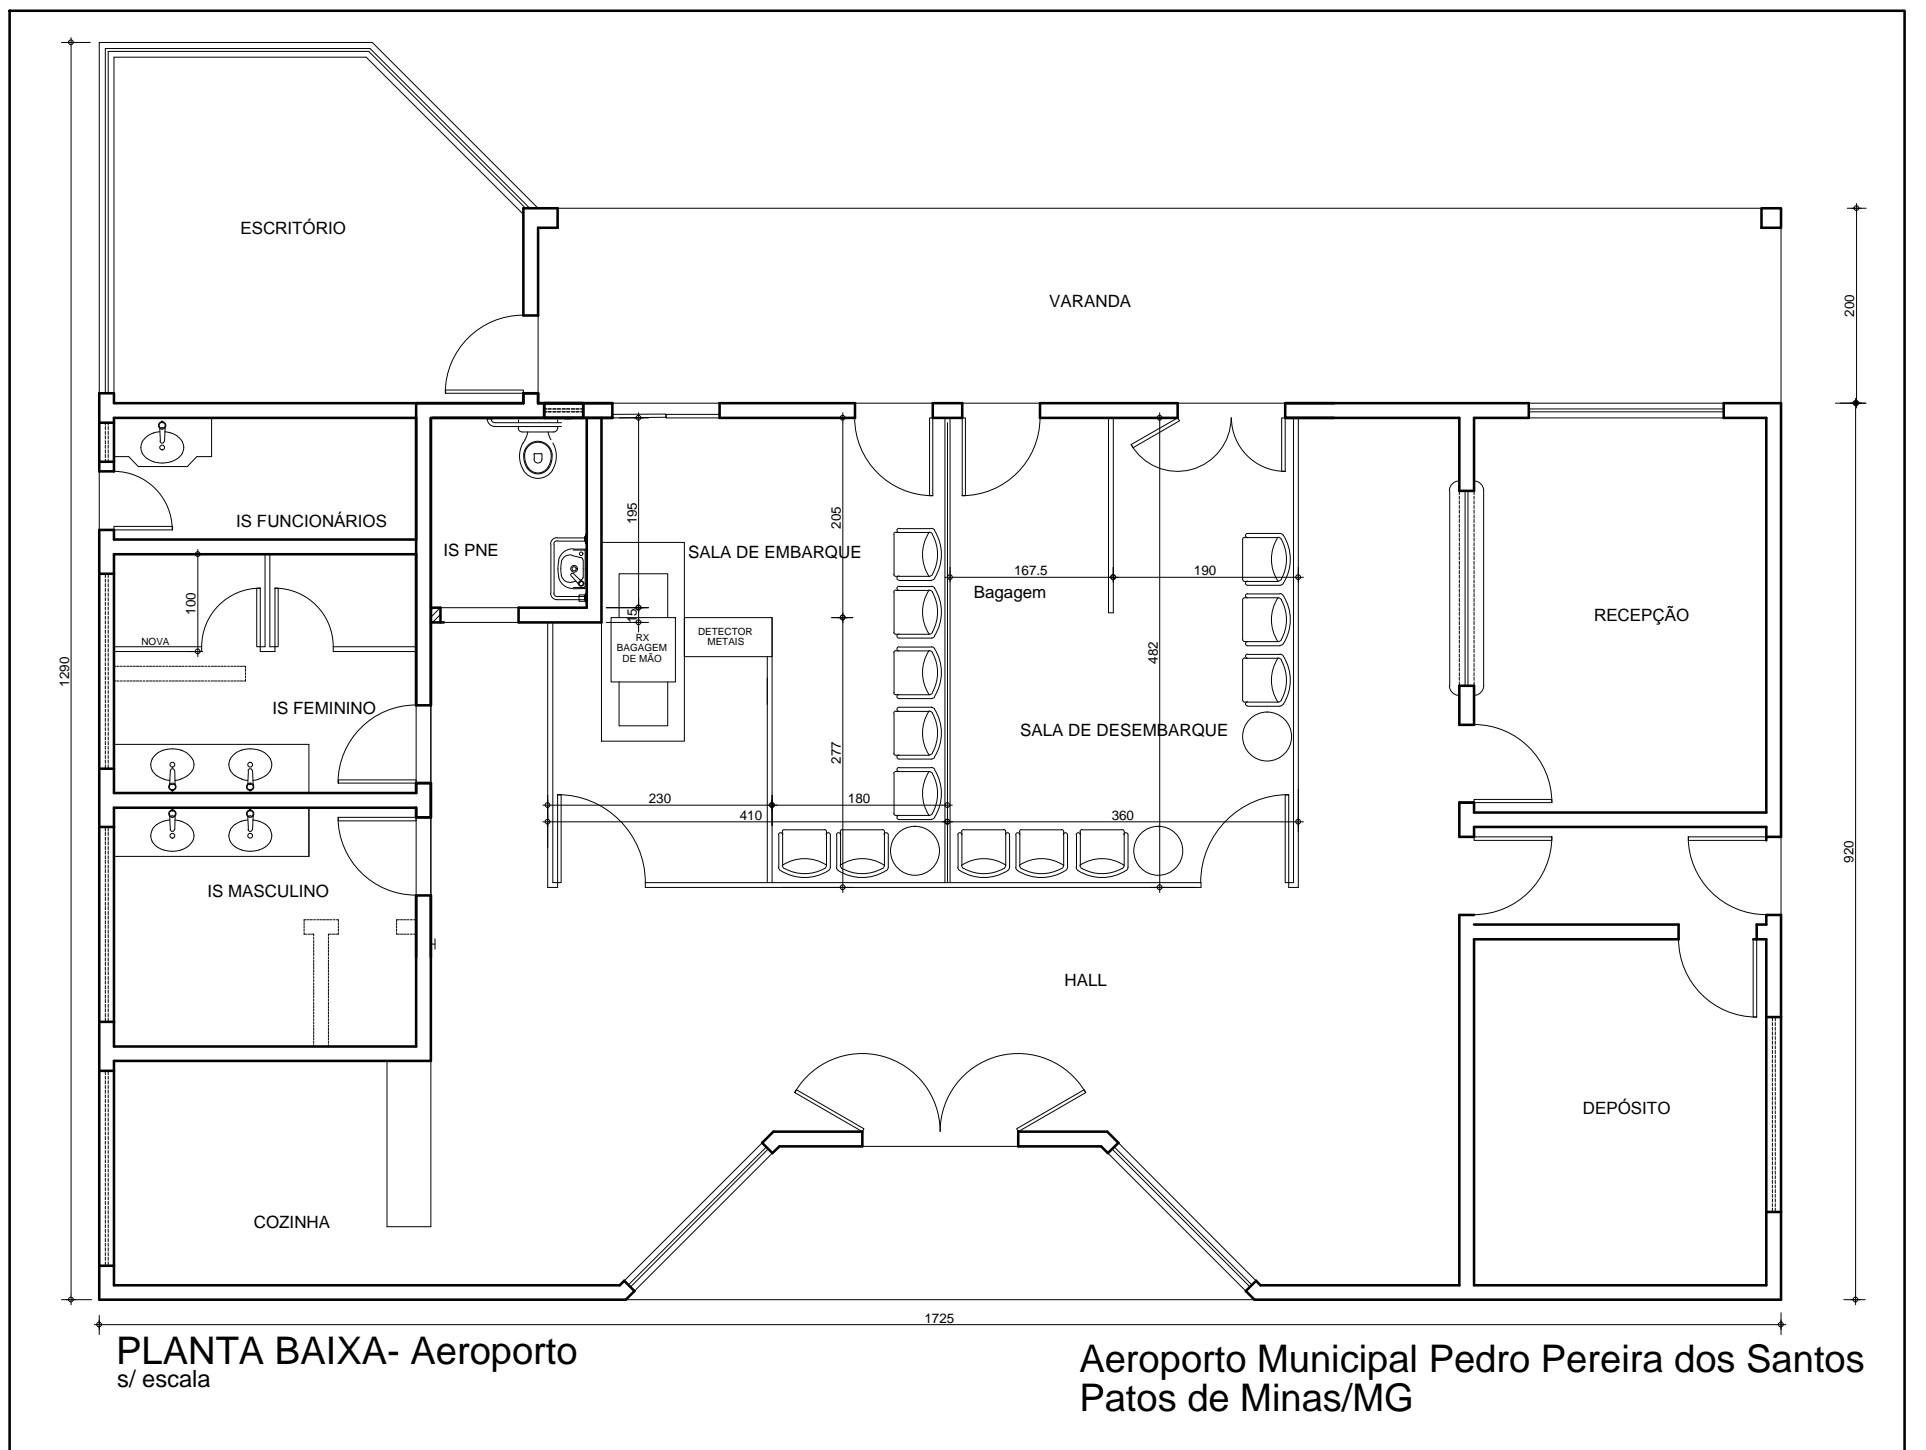 ESCRITÓRIO
VARANDA
200
IS FUNCIONÁRIOS
IS PNE
195
205
SALA DE EMBARQUE
167.5
190
Bagagem
100
NOVA
15
RX
BAGAGEM
DE MÃO
DETECTOR
METAIS
482
RECEPÇÃO
1290
IS FEMININO
277
SALA DE DESEMBARQUE
230
180
410
360
920
IS MASCULINO
HALL
DEPÓSITO
COZINHA
1725
PLANTA BAIXA- Aeroporto
s/ escala
Aeroporto Municipal Pedro Pereira dos Santos
Patos de Minas/MG